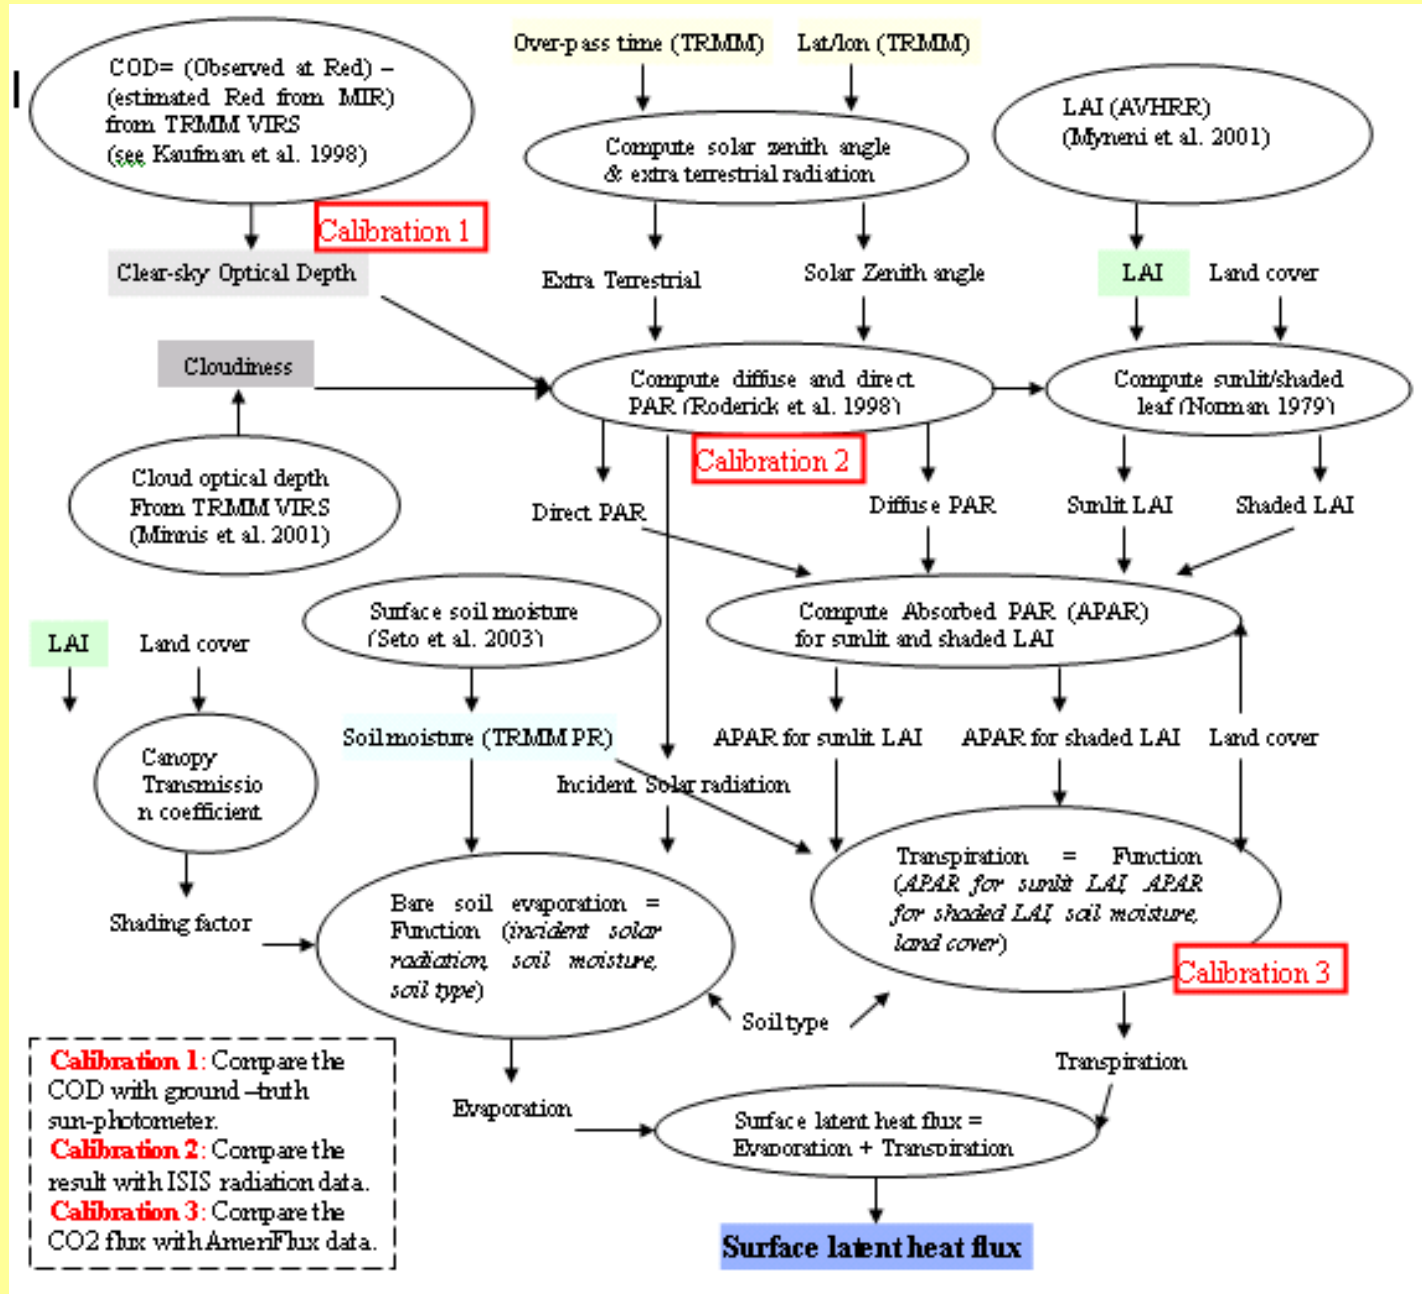 COD= (Observed at Red) –
(estimated Red from MIR)
from TRMM VIRS
(see Kaufman et al. 1998)
Over-pass time (TRMM)
Lat/lon (TRMM)
Compute solar zenith angle
& extra terrestrial radiation
LAI (AVHRR)
(Myneni et al. 2001)
Calibration 1
Clear-sky Optical Depth
Extra Terrestrial
Solar Zenith angle
LAI
Land cover
Cloudiness
Compute diffuse and direct
PAR (Roderick et al. 1998)
Compute sunlit/shaded
leaf (Norman 1979)
Calibration 2
Cloud optical depth
From TRMM VIRS
(Minnis et al. 2001)
Direct PAR
Diffuse PAR
Sunlit LAI
Shaded LAI
Surface soil moisture
(Seto et al. 2003)
Compute Absorbed PAR (APAR)
for sunlit and shaded LAI
LAI
Land cover
Soil moisture (TRMM PR)
APAR for sunlit LAI
APAR for shaded LAI
Land cover
Canopy
Transmissio
n coefficient
Incident Solar radiation
Transpiration = Function
(APAR for sunlit LAI, APAR
for shaded LAI, soil moisture,
land cover)
Shading factor
Bare soil evaporation =
Function (incident solar
radiation, soil moisture,
soil type)
Calibration 3
Soil type
Transpiration
Evaporation
Surface latent heat flux =
Evaporation + Transpiration
Surface latent heat flux
Calibration 1: Compare the
COD with ground –truth
sun-photometer.
Calibration 2: Compare the
result with ISIS radiation data.
Calibration 3: Compare the
CO2 flux with AmeriFlux data.